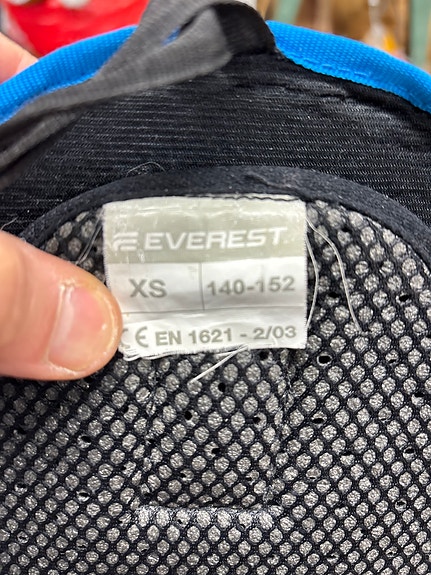 EVEREST
XS 140-152
CE EN 1621 - 2/03